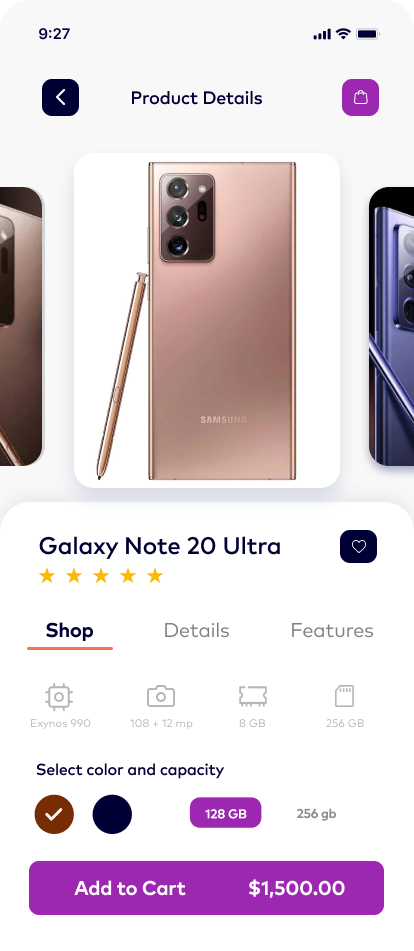 9:27
Product Details
SAMSUNG
Galaxy Note 20 Ultra
Shop Details Features
Exynos 990 108 + 12 mp 8 GB 256 GB
Select color and capacity
128 GB 256 gb
Add to Cart $1,500.00